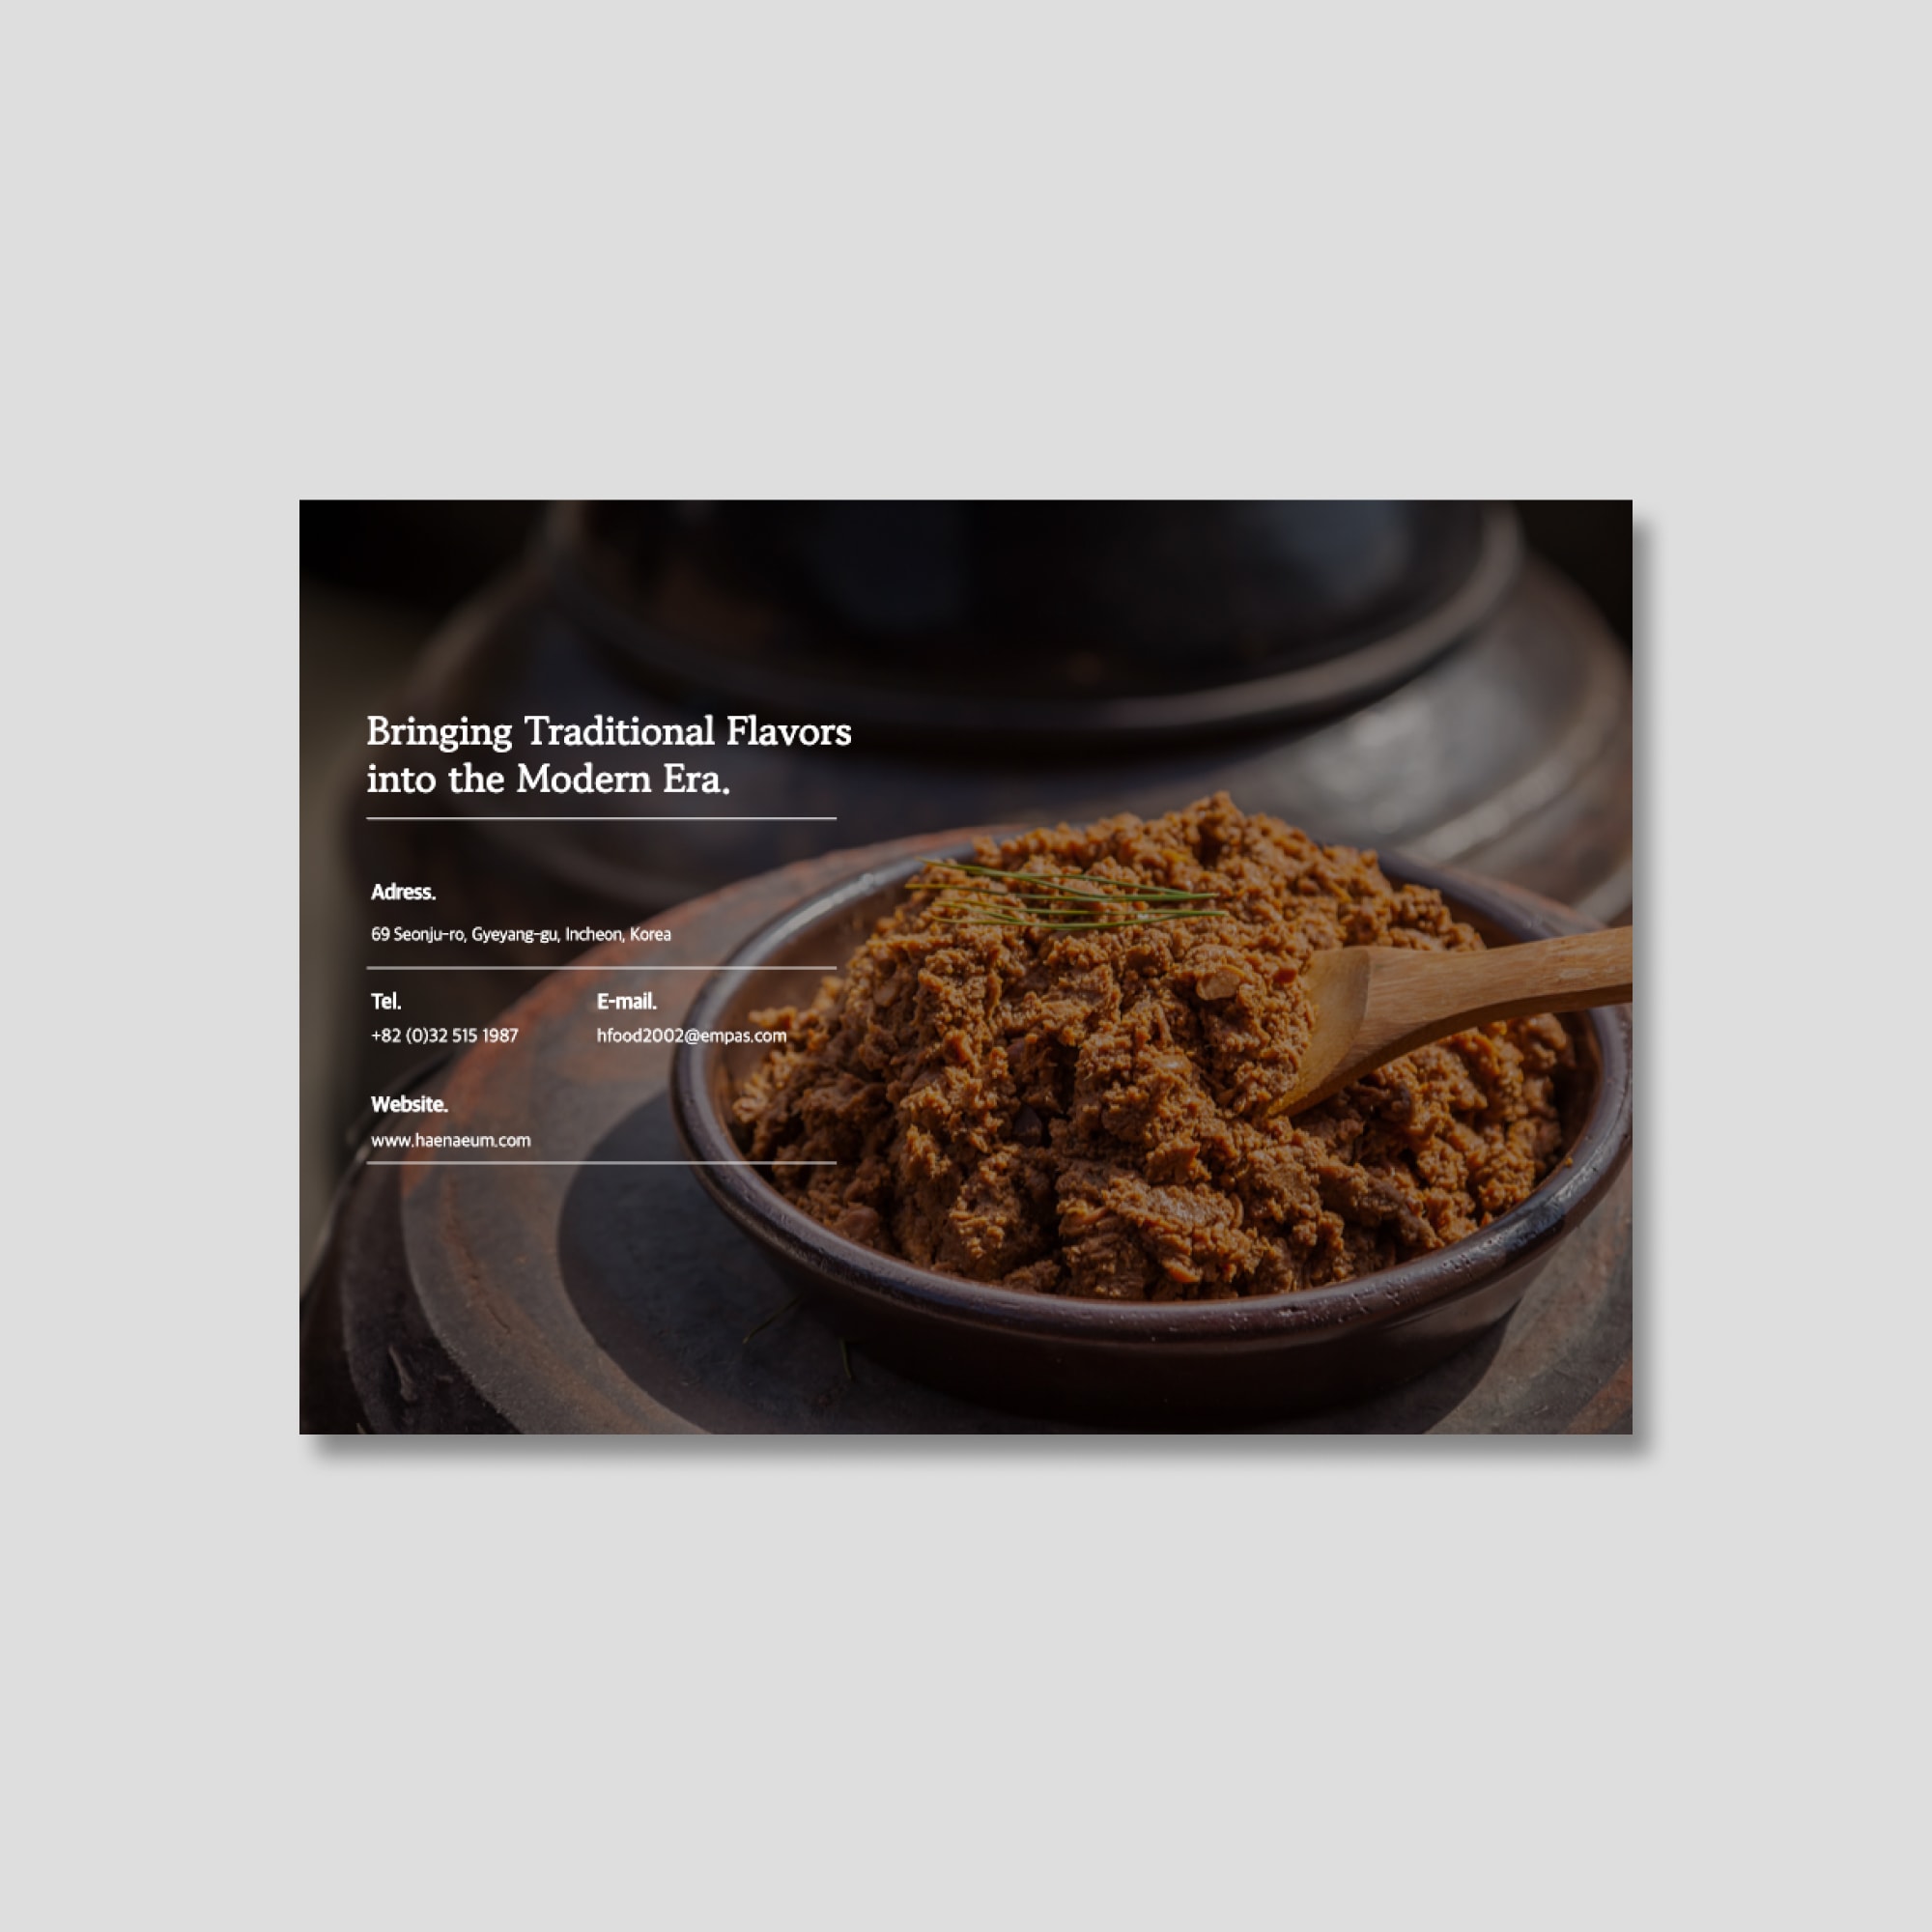 Bringing Traditional Flavors
into the Modern Era.
Adress.
69 Seonju-ro, Gyeyang-gu, Incheon, Korea
Tel.
+82 (0)32 515 1987
E-mail.
hfood2002@empas.com
Website.
www.haenaeum.com